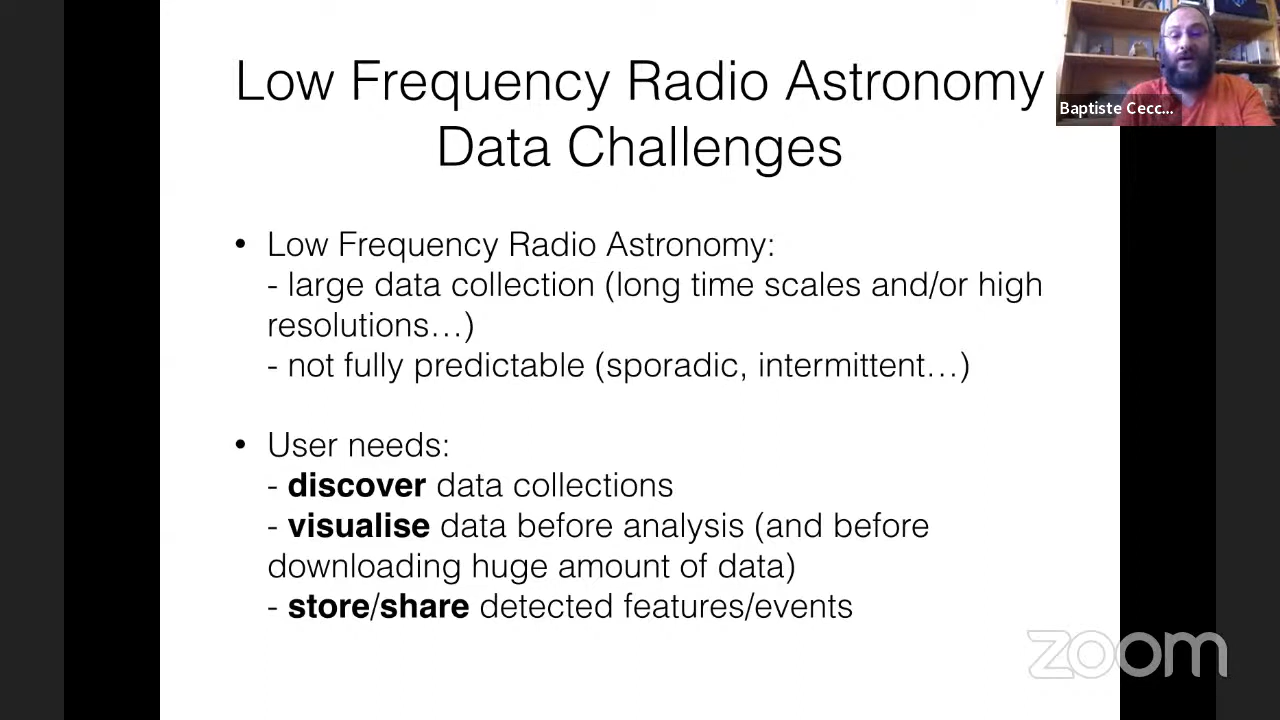 Low Frequency Radio Astronomy
Data Challenges
Baptiste Cecc...
• Low Frequency Radio Astronomy:
- large data collection (long time scales and/or high
resolutions…)
- not fully predictable (sporadic, intermittent…)
• User needs:
- discover data collections
- visualise data before analysis (and before
downloading huge amount of data)
- store/share detected features/events
zoom